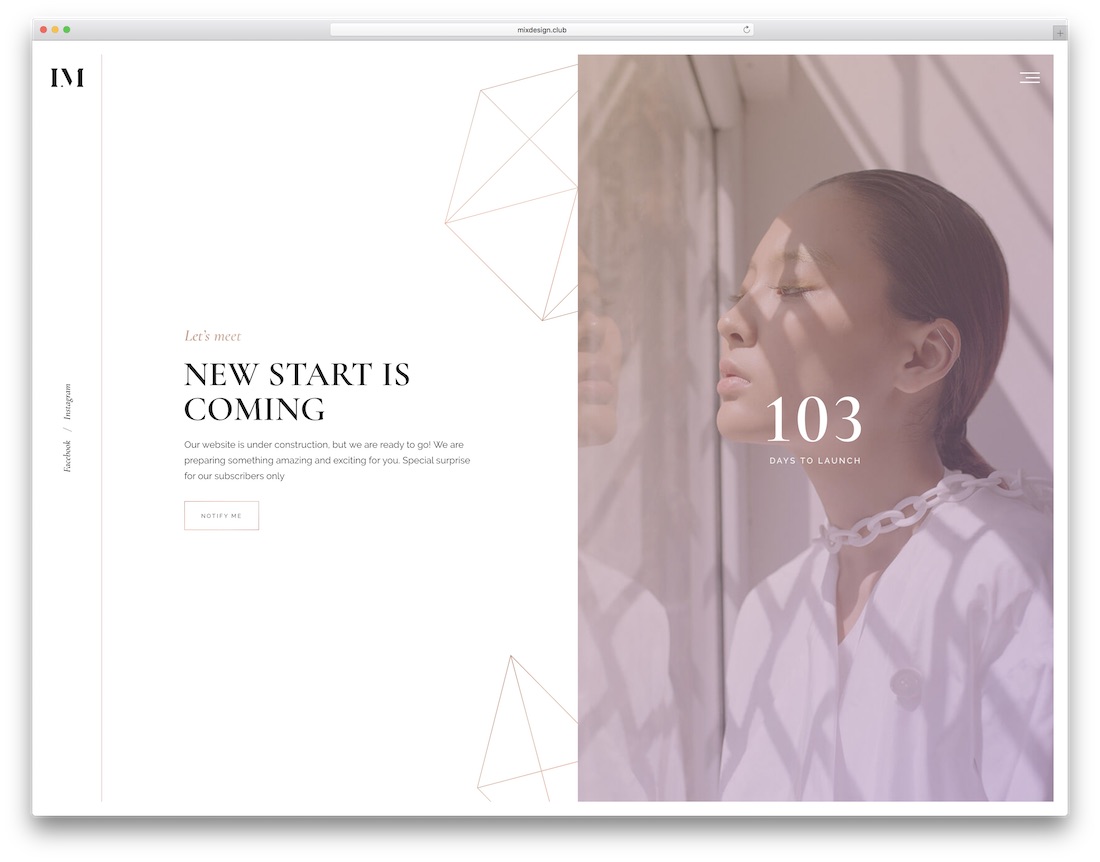 mixdesign.club
IM
Let's meet
NEW START IS
COMING
Our website is under construction, but we are ready to go! We are
preparing something amazing and exciting for you. Special surprise
for our subscribers only
NOTIFY ME
Facebook / Instagram
103
DAYS TO LAUNCH